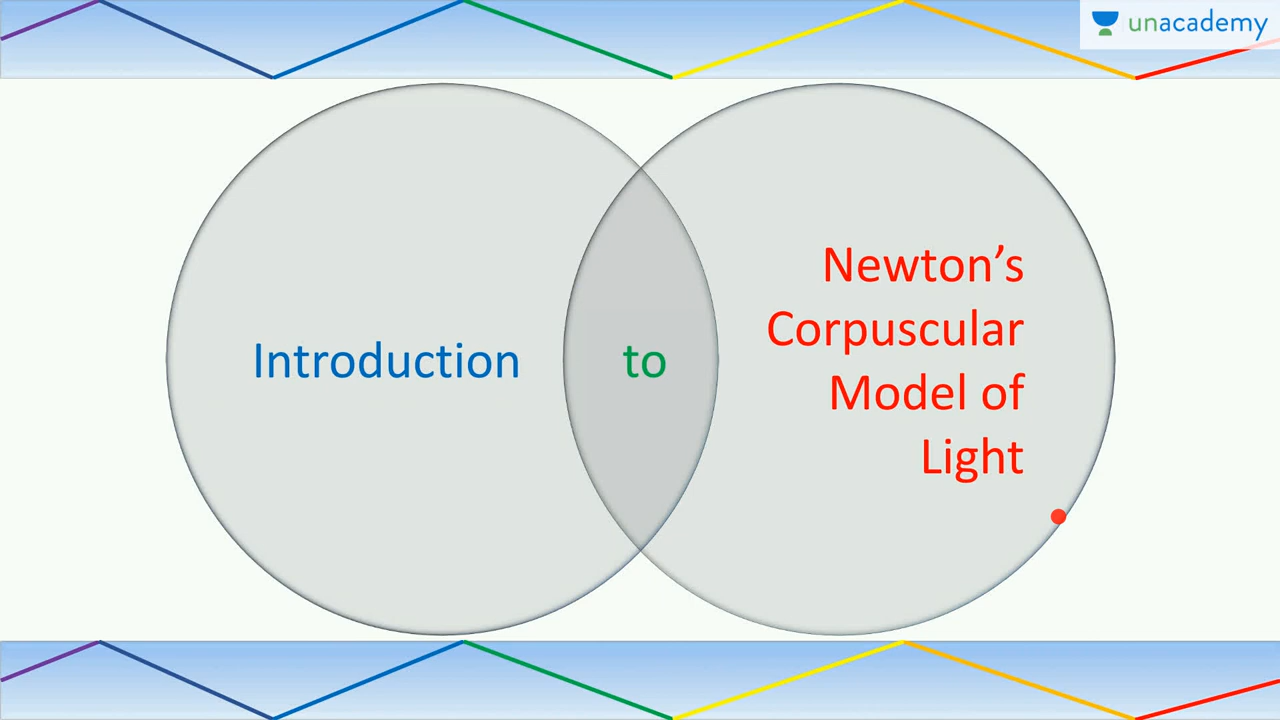 unacademy
Introduction
to
Newton’s
Corpuscular
Model of
Light